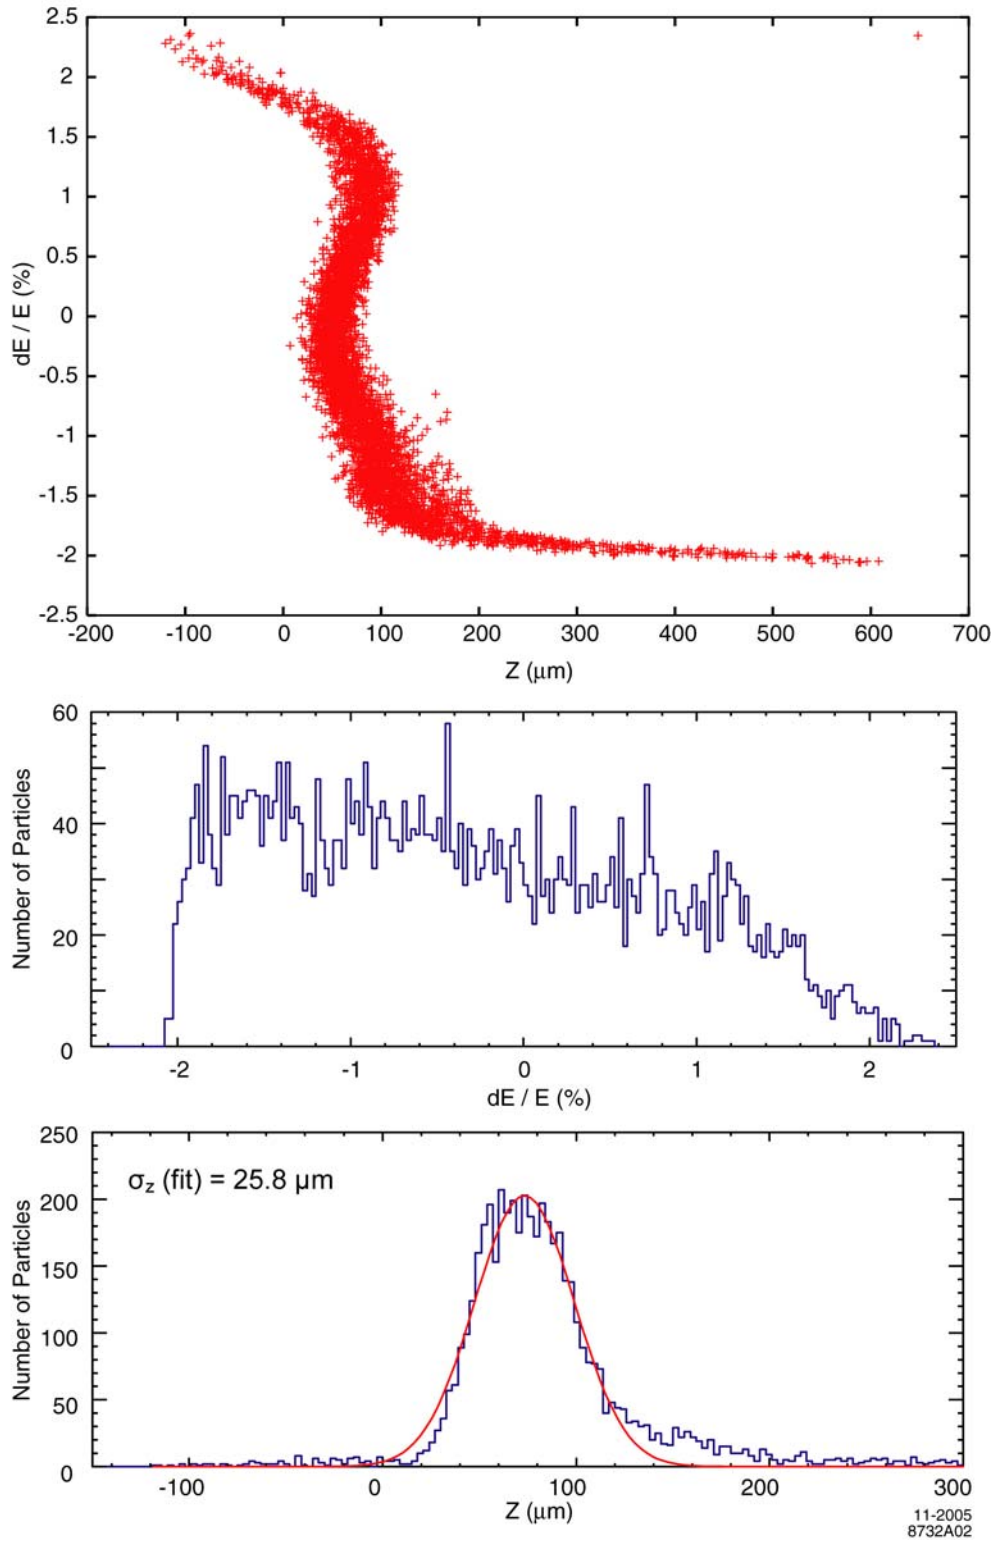 2.5
2
1.5
1
0.5
0
-0.5
-1
-1.5
-2
-2.5
dE / E (%)
-200 -100 0 100 200 300 400 500 600 700
Z (μm)
60
40
20
0
Number of Particles
-2 -1 0 1 2
dE / E (%)
250
200
150
100
50
0
Number of Particles
σz (fit) = 25.8 μm
-100 0 100 200 300
Z (μm)
11-2005
8732A02